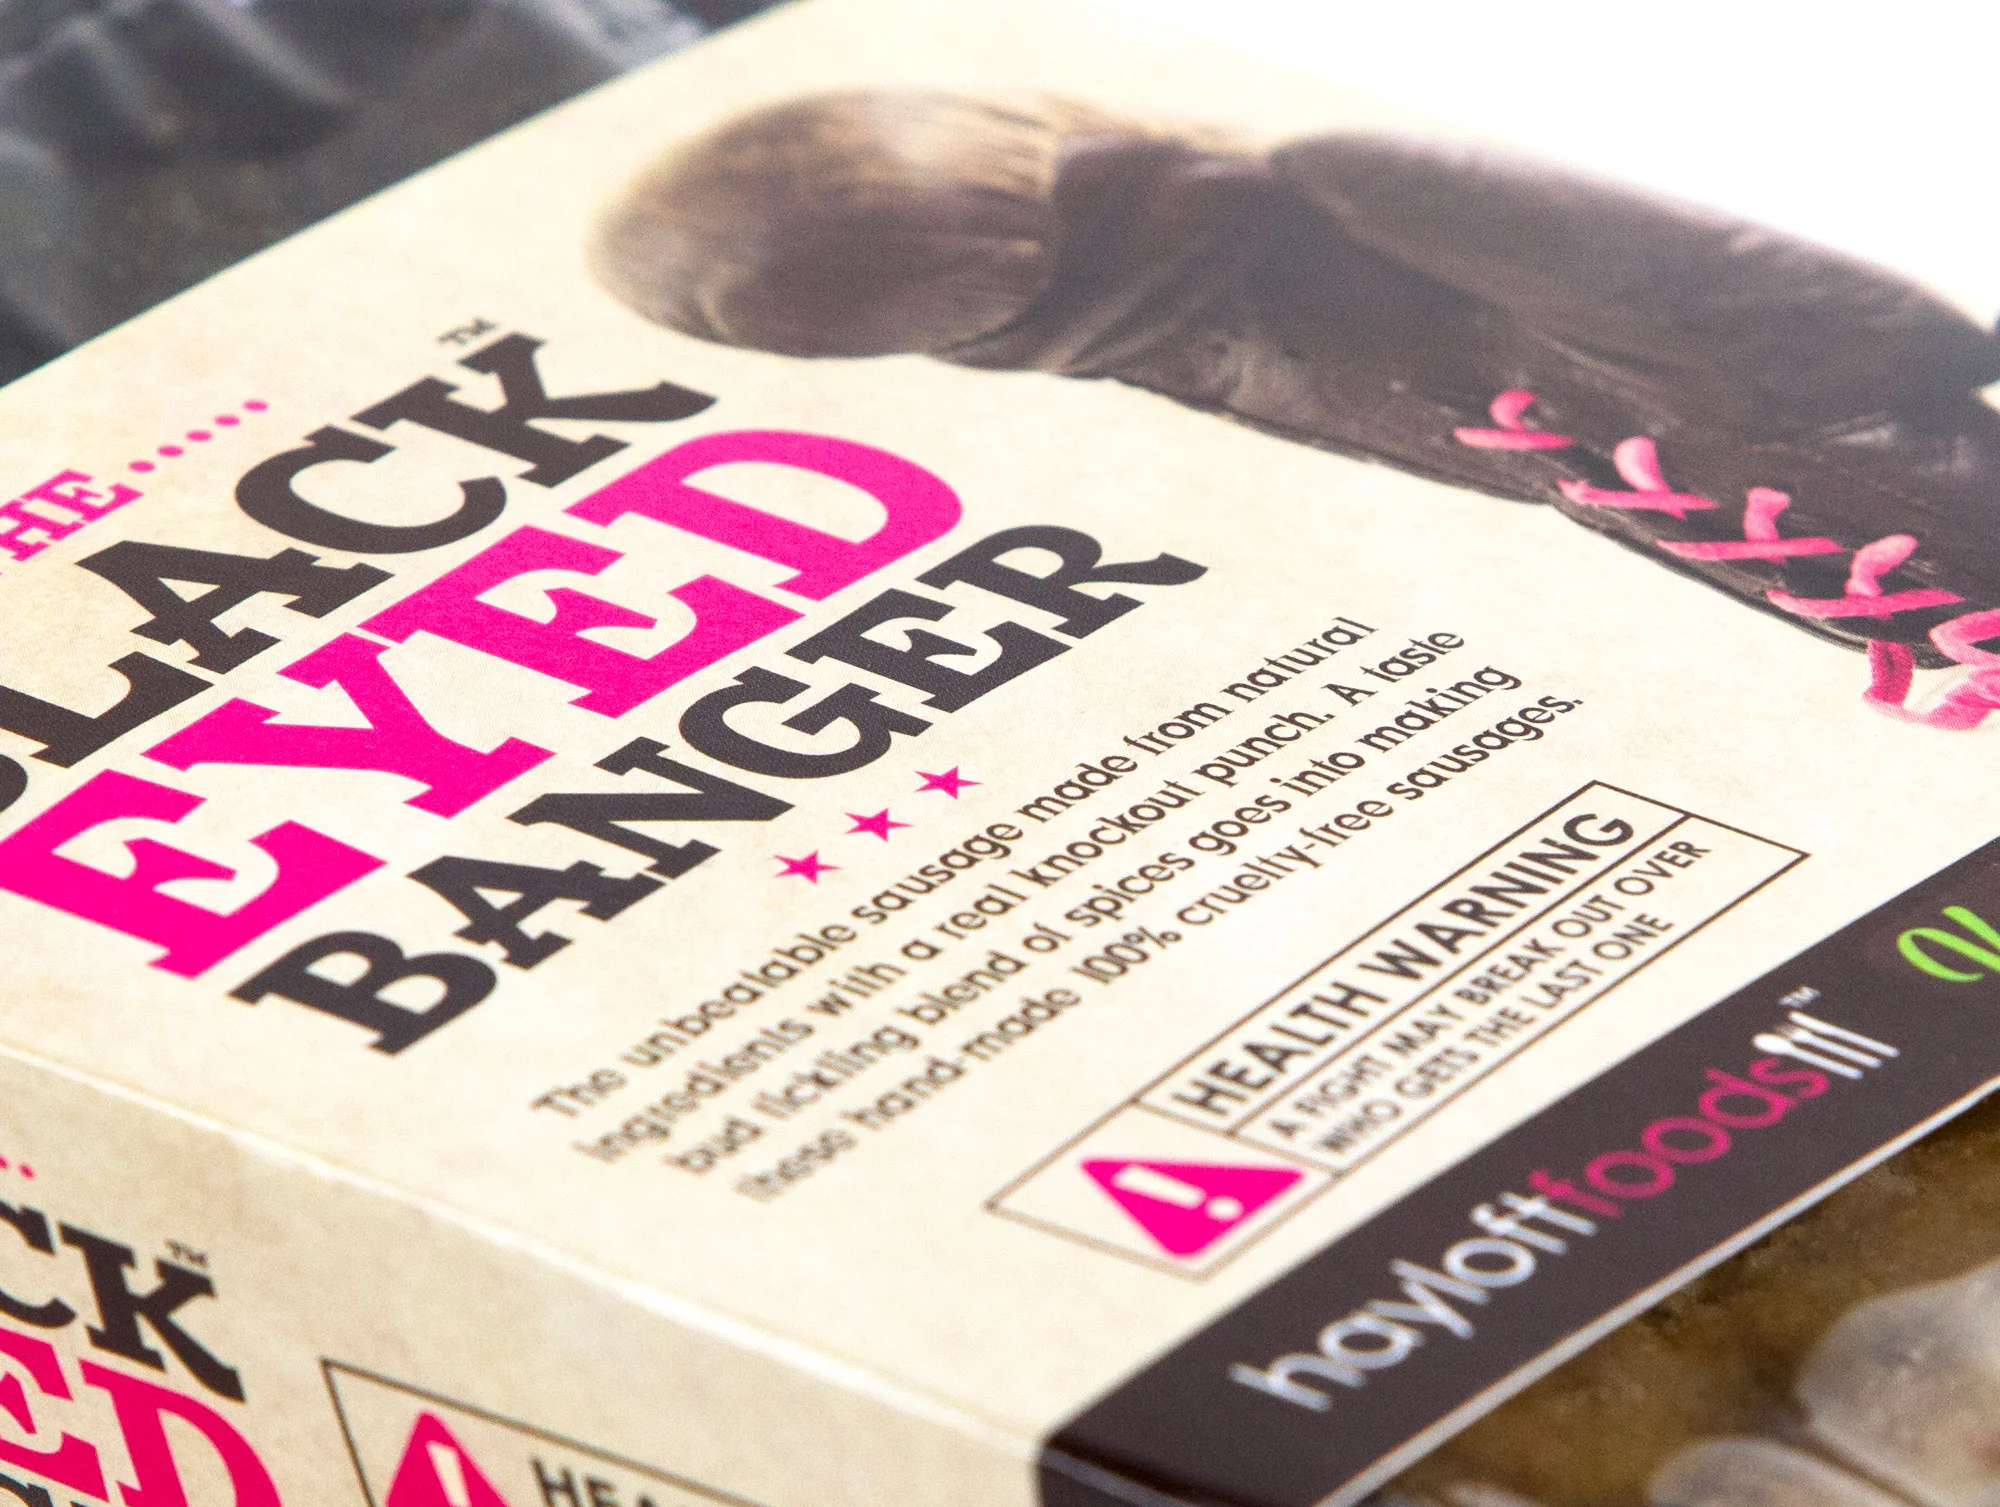 THE
BLACK™
EYED
BANGER
The unbeatable sausage made from natural
ingredients with a real knockout punch. A taste
bud tickling blend of spices goes into making
these hand-made 100% cruelty-free sausages.
HEALTH WARNING
A FIGHT MAY BREAK OUT OVER
WHO GETS THE LAST ONE
hayloftfoods™
CK™
ED
HEA